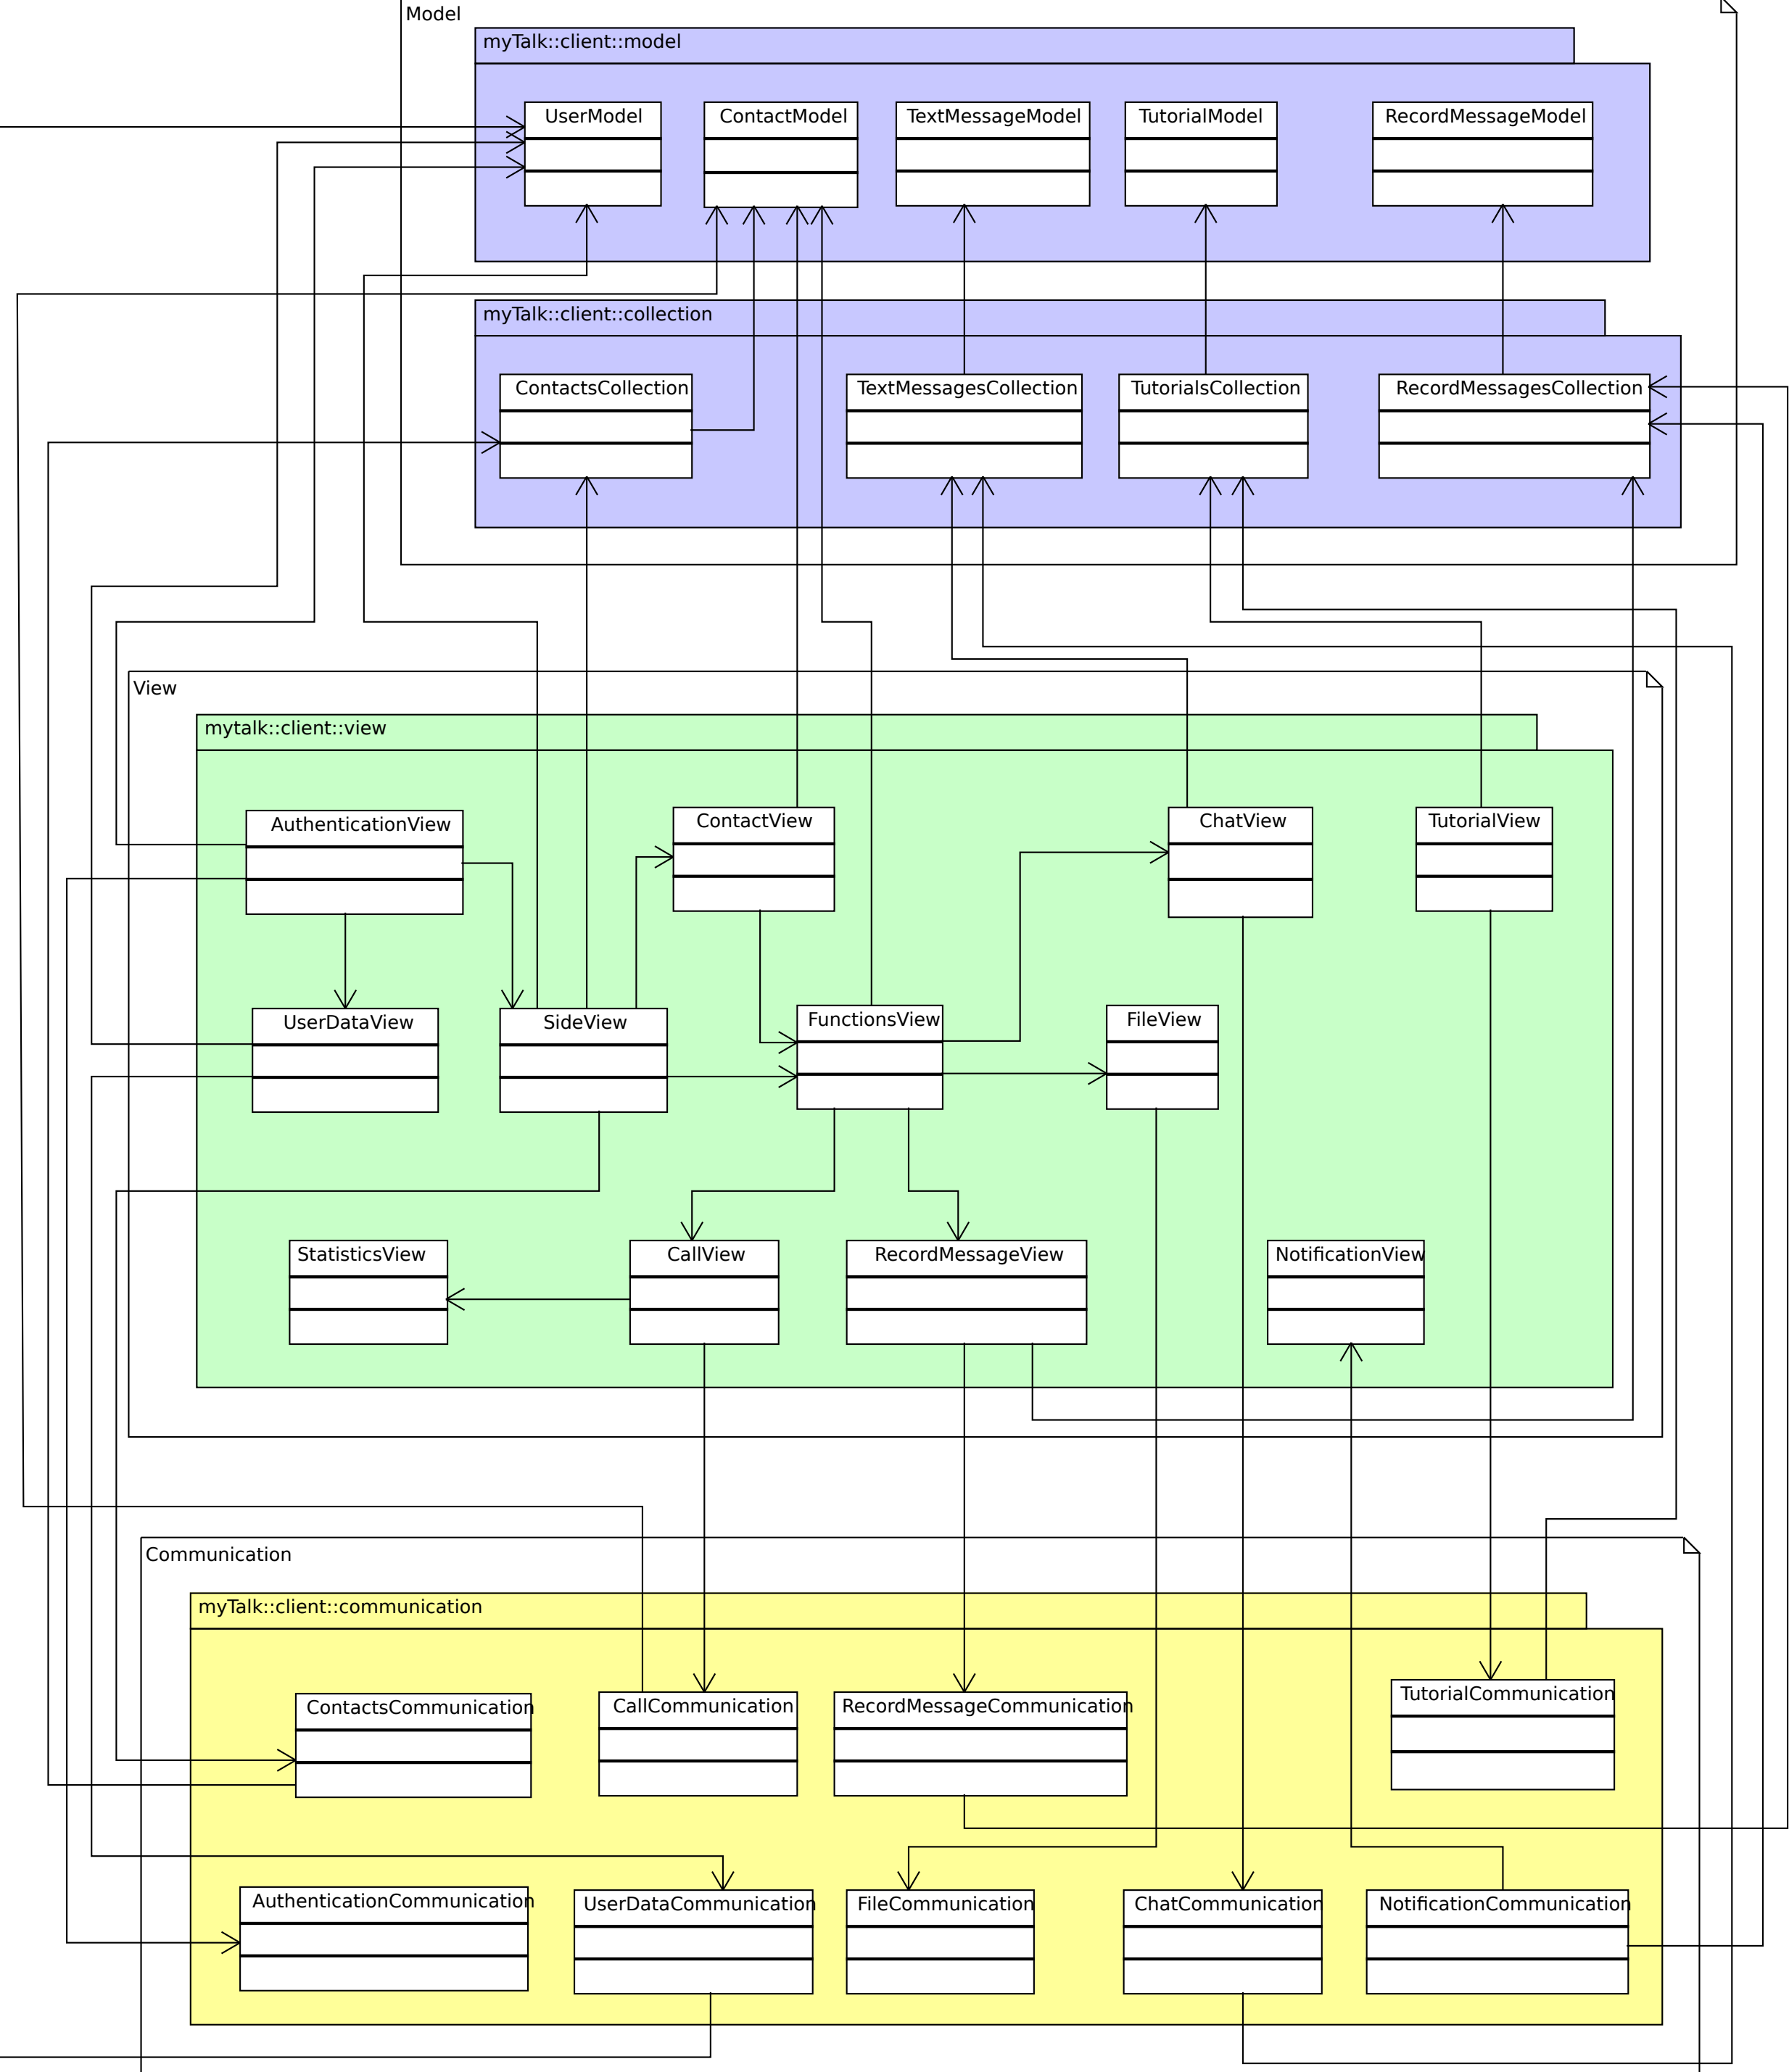 Model
myTalk::client::model
UserModel
ContactModel
TextMessageModel
TutorialModel
RecordMessageModel
myTalk::client::collection
ContactsCollection
TextMessagesCollection
TutorialsCollection
RecordMessagesCollection
View
mytalk::client::view
AuthenticationView
ContactView
ChatView
TutorialView
UserDataView
SideView
FunctionsView
FileView
StatisticsView
CallView
RecordMessageView
NotificationView
Communication
myTalk::client::communication
ContactsCommunication
CallCommunication
RecordMessageCommunication
TutorialCommunication
AuthenticationCommunication
UserDataCommunication
FileCommunication
ChatCommunication
NotificationCommunication